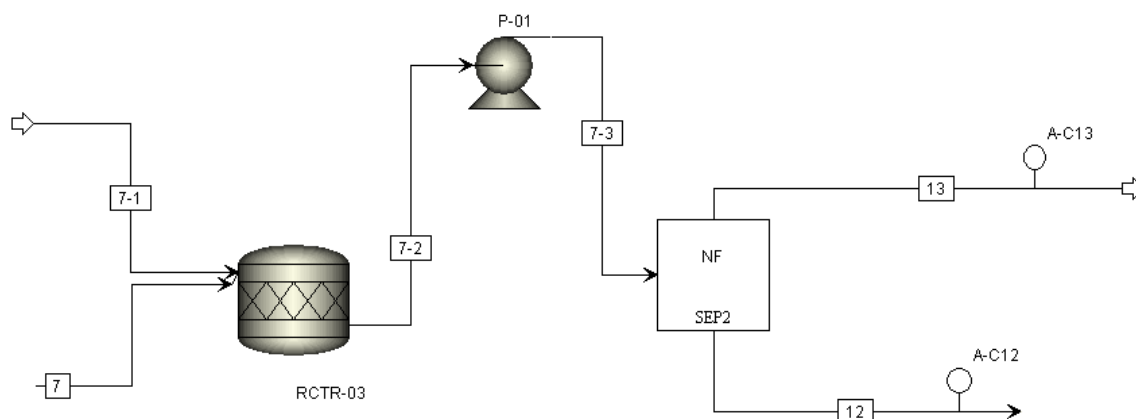 P-01
7-3
A-C13
13
7-1
7-2
NF
SEP2
7
RCTR-03
A-C12
12